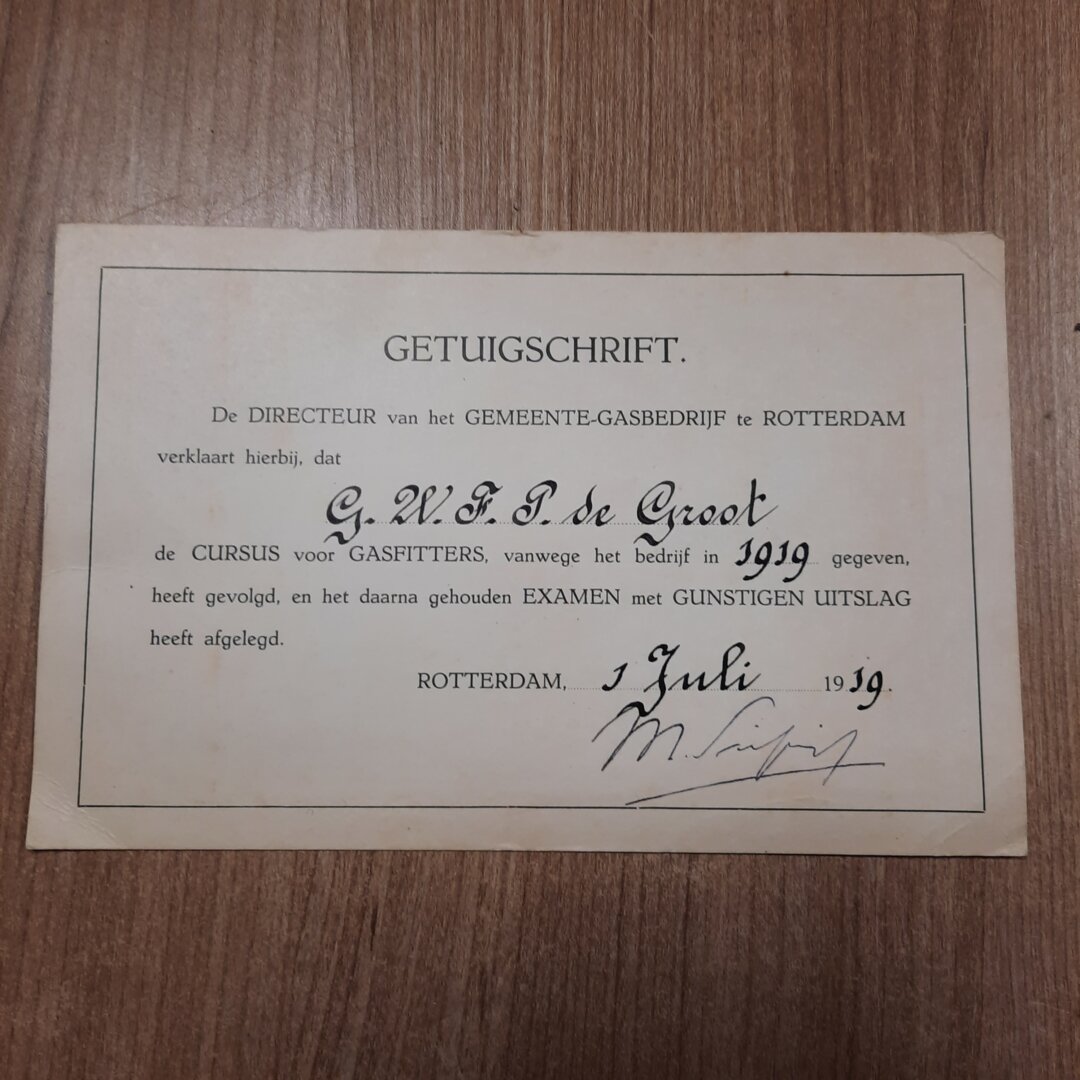 GETUIGSCHRIFT.
De DIRECTEUR van het GEMEENTE-GASBEDRIJF te ROTTERDAM
verklaart hierbij, dat
G. W. F. P. de Groot
de CURSUS voor GASFITTERS, vanwege het bedrijf in 1919 gegeven,
heeft gevolgd, en het daarna gehouden EXAMEN met GUNSTIGEN UITSLAG
heeft afgelegd.
ROTTERDAM, 1 Juli 1919.
M.